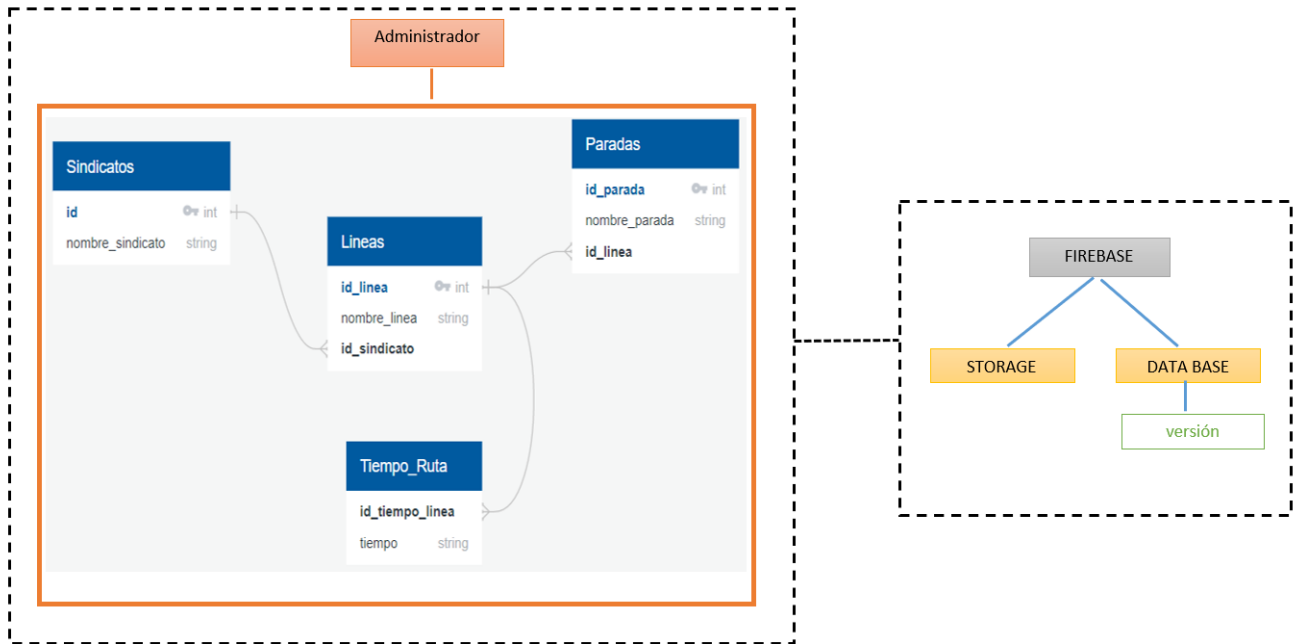 Administrador
Sindicatos
id int
nombre_sindicato string
Lineas
id_linea int
nombre_linea string
id_sindicato
Paradas
id_parada int
nombre_parada string
id_linea
Tiempo_Ruta
id_tiempo_linea
tiempo string
FIREBASE
STORAGE
DATA BASE
versión